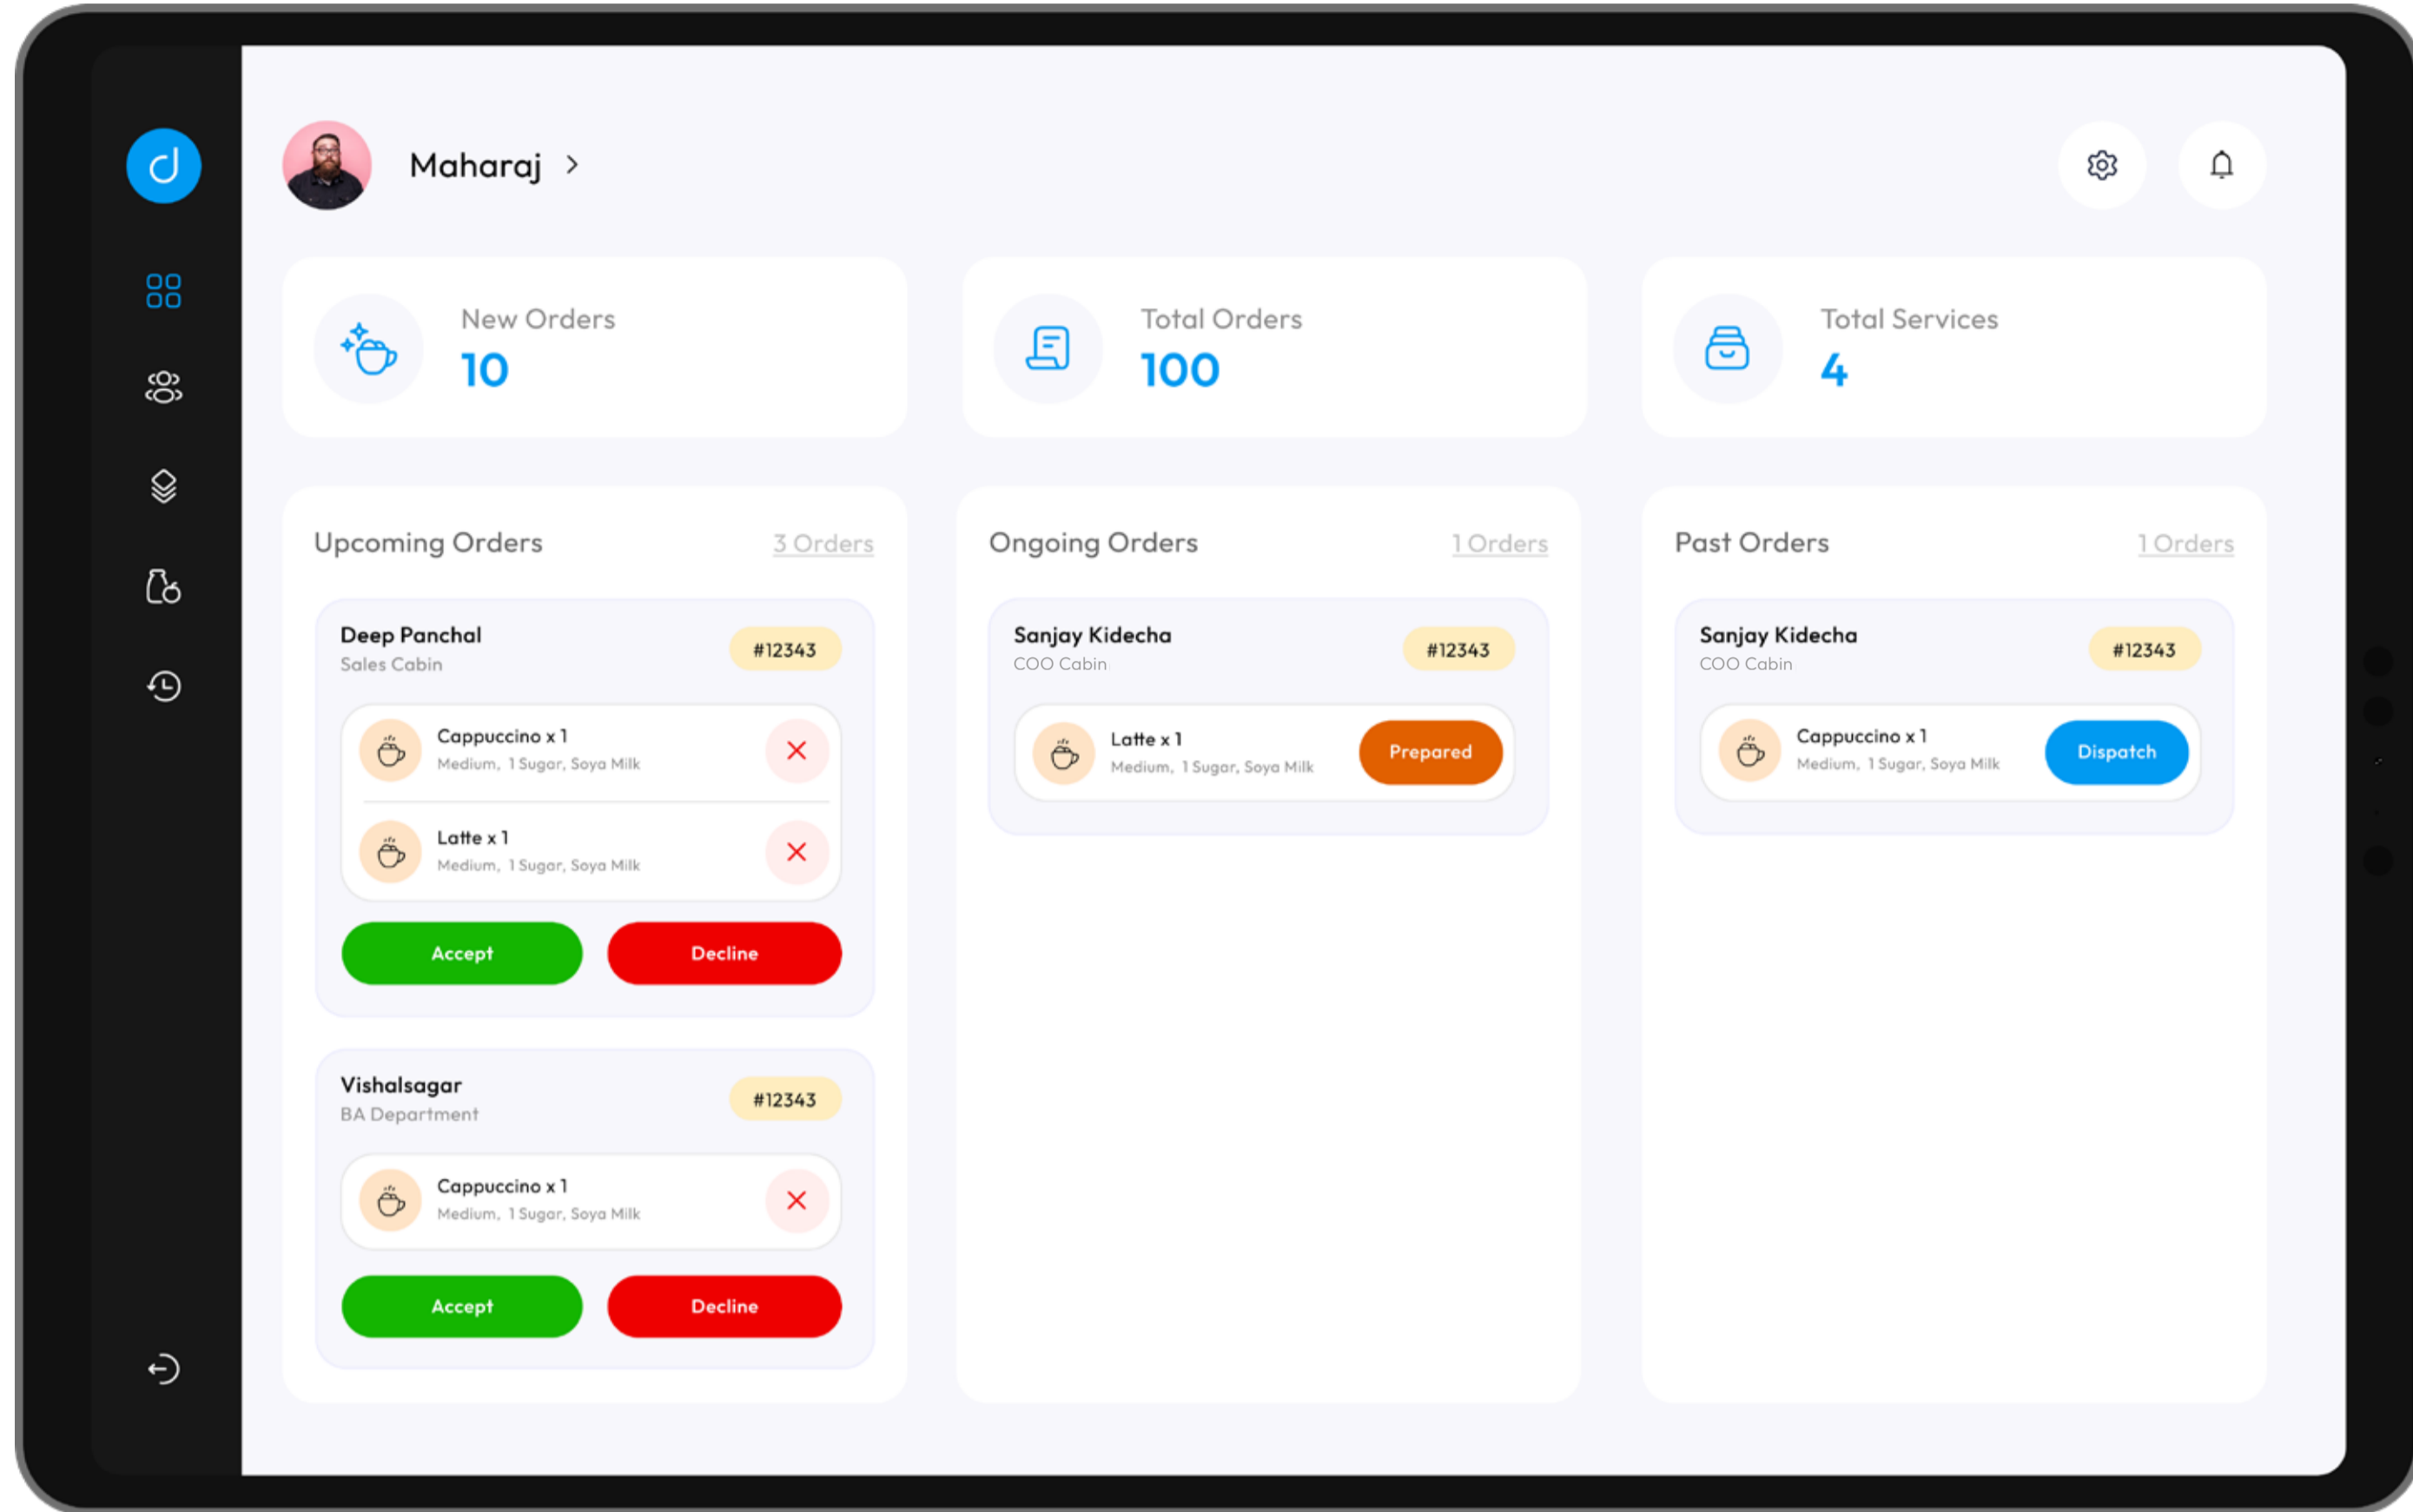 d
Maharaj
New Orders
10
Total Orders
100
Total Services
4
Upcoming Orders
3 Orders
Deep Panchal
Sales Cabin
#12343
Cappuccino x 1
Medium, 1 Sugar, Soya Milk
Latte x 1
Medium, 1 Sugar, Soya Milk
Accept
Decline
Vishalsagar
BA Department
#12343
Cappuccino x 1
Medium, 1 Sugar, Soya Milk
Accept
Decline
Ongoing Orders
1 Orders
Sanjay Kidecha
COO Cabin
#12343
Latte x 1
Medium, 1 Sugar, Soya Milk
Prepared
Past Orders
1 Orders
Sanjay Kidecha
COO Cabin
#12343
Cappuccino x 1
Medium, 1 Sugar, Soya Milk
Dispatch